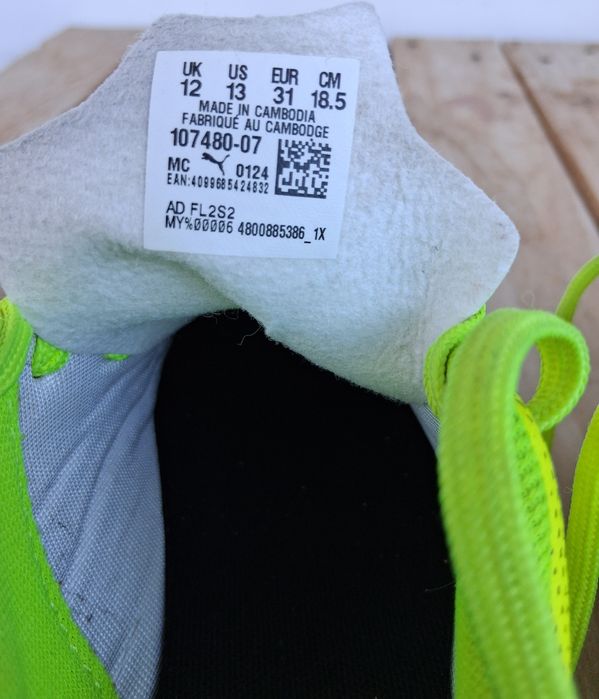 UK US EUR CM
12 13 31 18.5
MADE IN CAMBODIA
FABRIQUÉ AU CAMBODGE
107480-07
MC 0124
EAN:4099685424832
AD FL2S2
MY%00006 4800885386_1X